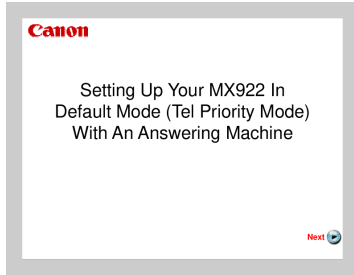 Canon
Setting Up Your MX922 In
Default Mode (Tel Priority Mode)
With An Answering Machine
Next